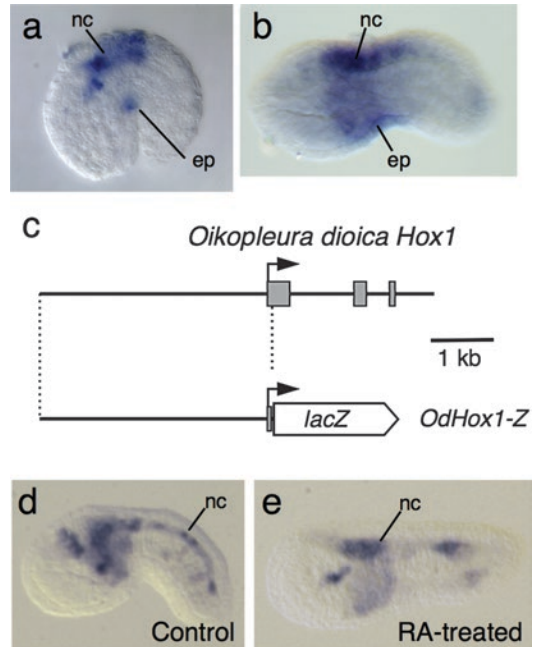 a
nc
ep
b
nc
ep
c
Oikopleura dioica Hox1
1 kb
lacZ
OdHox1-Z
d
nc
Control
e
nc
RA-treated